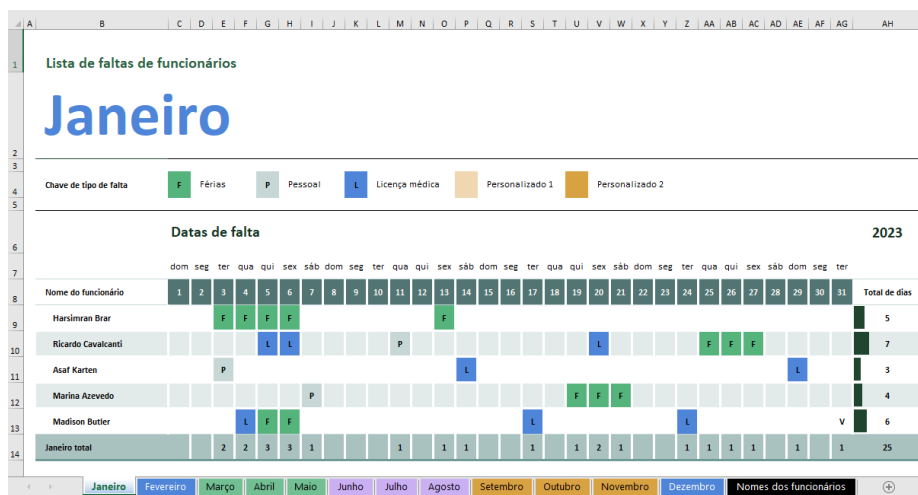 A B C D E F G H I J K L M N O P Q R S T U V W X Y Z AA AB AC AD AE AF AG AH
1 Lista de faltas de funcionários
2 Janeiro
3
4 Chave de tipo de falta F Férias P Pessoal L Licença médica Personalizado 1 Personalizado 2
5
6 Datas de falta 2023
7 dom seg ter qua qui sex sáb dom seg ter qua qui sex sáb dom seg ter qua qui sex sáb dom seg ter qua qui sex sáb dom seg ter
8 Nome do funcionário 1 2 3 4 5 6 7 8 9 10 11 12 13 14 15 16 17 18 19 20 21 22 23 24 25 26 27 28 29 30 31 Total de dias
9 Harsimran Brar F F F F F 5
10 Ricardo Cavalcanti L L P L F F F 7
11 Asaf Karten P L L 3
12 Marina Azevedo P F F F 4
13 Madison Butler L F F L L V 6
14 Janeiro total 2 2 3 3 1 1 1 1 1 1 2 1 1 1 1 1 1 1 25
Janeiro Fevereiro Março Abril Maio Junho Julho Agosto Setembro Outubro Novembro Dezembro Nomes dos funcionários